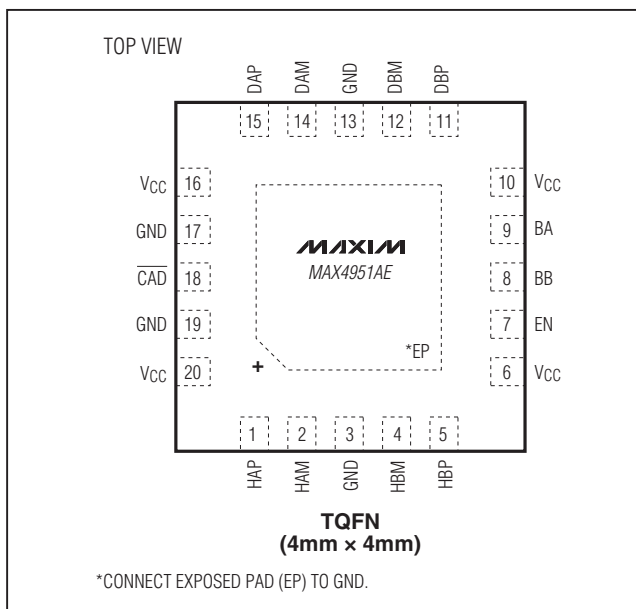 TOP VIEW
DAP DAM GND DBM DBP
15 14 13 12 11
VCC 16 10 VCC
GND 17 9 BA
MAXIM
MAX4951AE
C̅A̅D̅ 18 8 BB
GND 19 7 EN
*EP
VCC 20 + 6 VCC
1 2 3 4 5
HAP HAM GND HBM HBP
TQFN
(4mm × 4mm)
*CONNECT EXPOSED PAD (EP) TO GND.